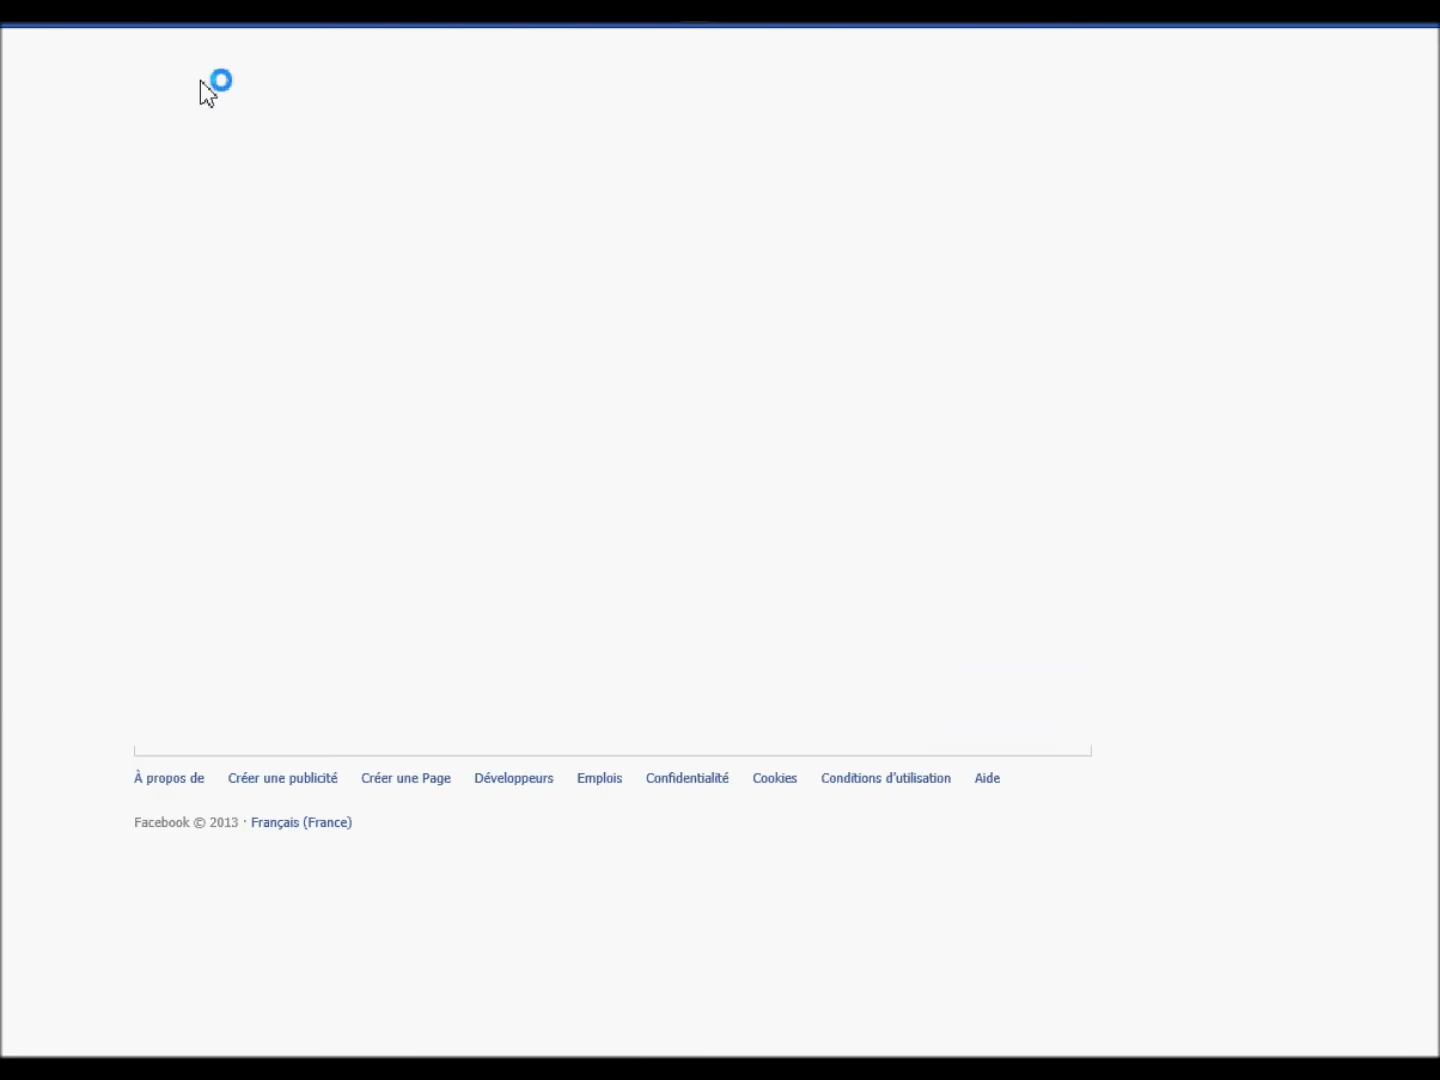 À propos de Créer une publicité Créer une Page Développeurs Emplois Confidentialité Cookies Conditions d'utilisation Aide
Facebook © 2013 · Français (France)